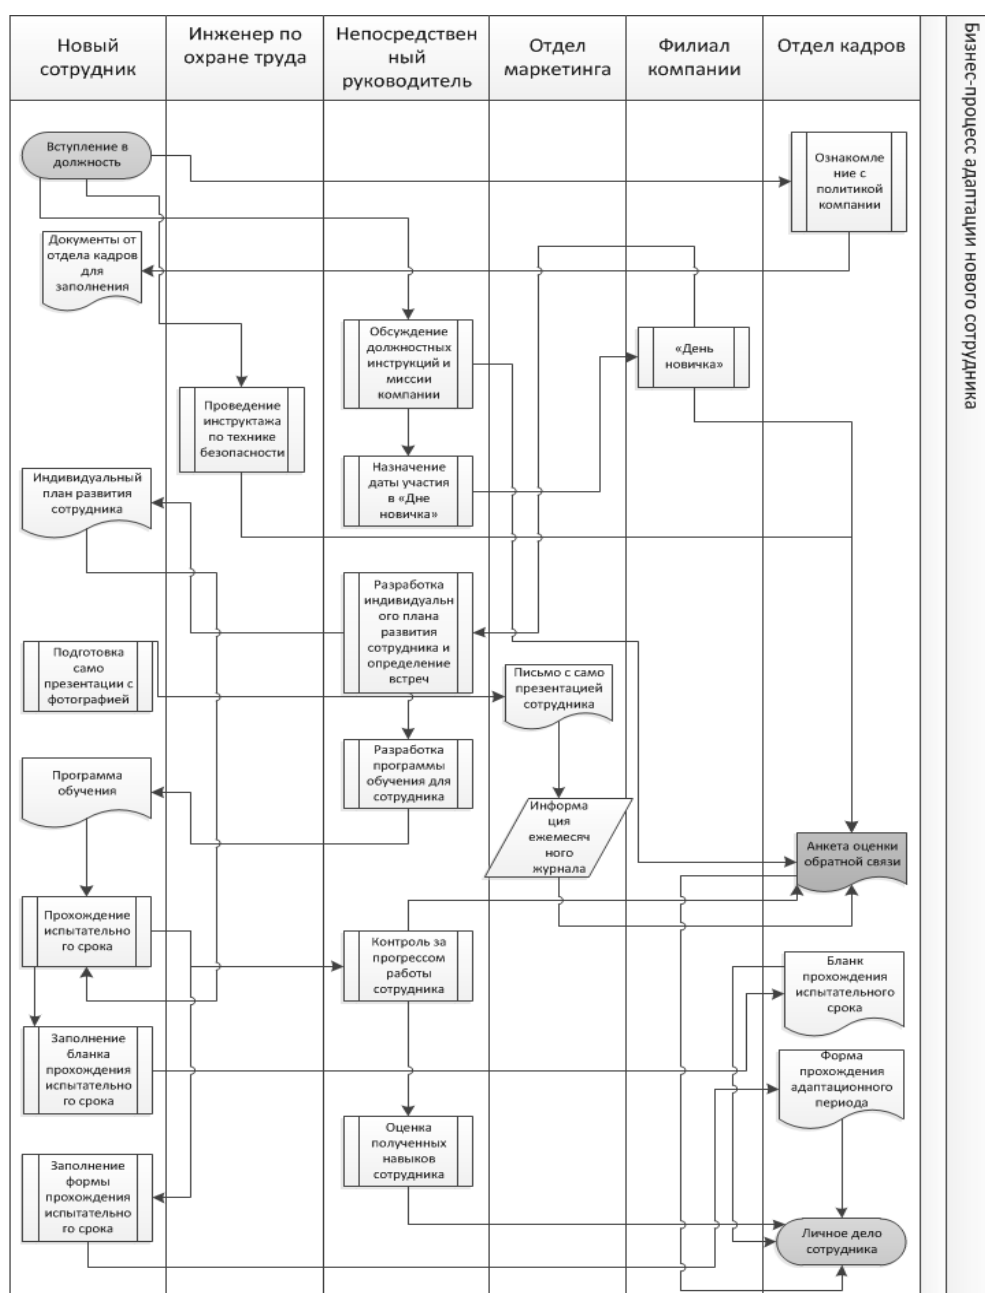 Новый
сотрудник
Инженер по
охране труда
Непосредствен
ный
руководитель
Отдел
маркетинга
Филиал
компании
Отдел кадров
Бизнес-процесс адаптации нового сотрудника
Вступление в
должность
Ознакомле
ние с
политикой
компании
Документы от
отдела кадров
для
заполнения
Обсуждение
должностных
инструкций и
миссии
компании
«День
новичка»
Проведение
инструктажа
по технике
безопасности
Назначение
даты участия
в «Дне
новичка»
Индивидуальный
план развития
сотрудника
Разработка
индивидуальн
ого плана
развития
сотрудника и
определение
встреч
Подготовка
само
презентации с
фотографией
Письмо с само
презентацией
сотрудника
Разработка
программы
обучения для
сотрудника
Программа
обучения
Информа
ция
ежемесяч
ного
журнала
Анкета оценки
обратной связи
Прохождение
испытательно
го срока
Контроль за
прогрессом
работы
сотрудника
Бланк
прохождения
испытательного
срока
Заполнение
бланка
прохождения
испытательно
го срока
Форма
прохождения
адаптационного
периода
Оценка
полученных
навыков
сотрудника
Заполнение
формы
прохождения
испытательно
го срока
Личное дело
сотрудника